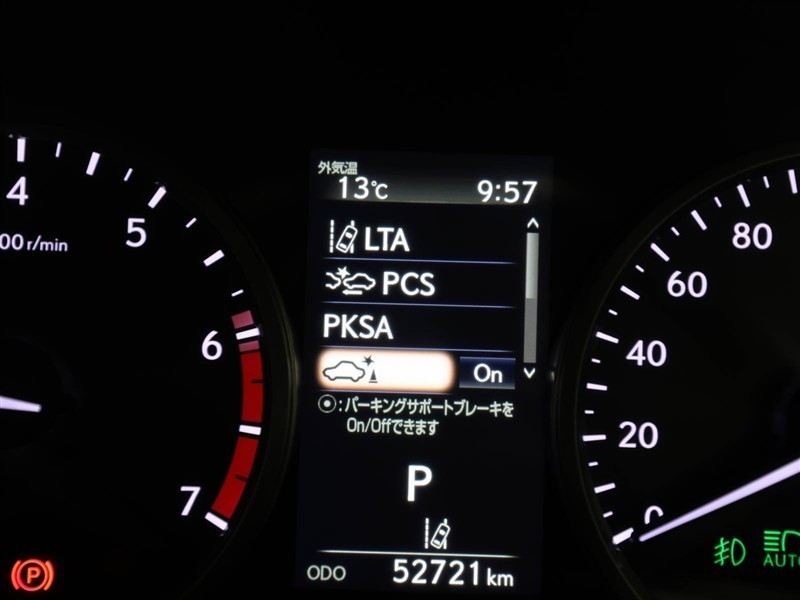 外気温
13℃ 9:57
LTA
PCS
PKSA
On
⦿:パーキングサポートブレーキを
On/Offできます
P
ODO 52721 km
4
5
00 r/min
6
7
80
60
40
20
0
P
AUTO